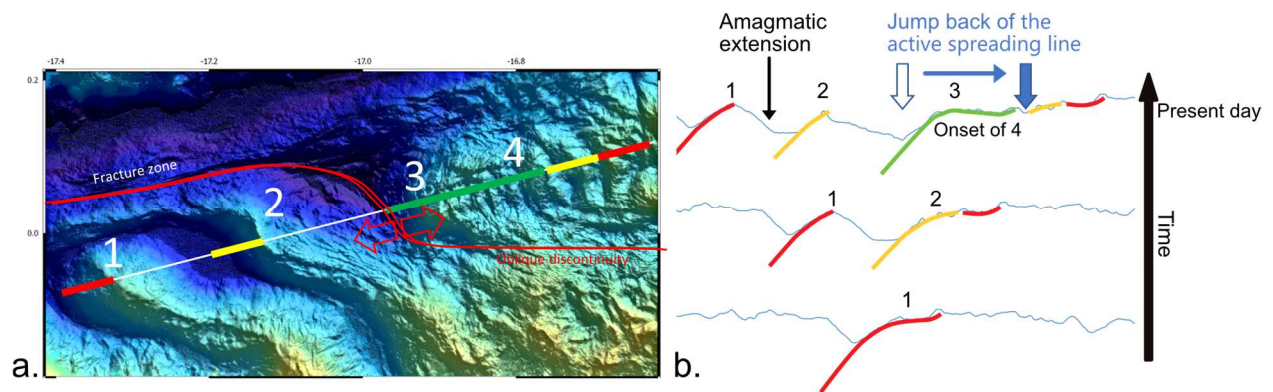 -17.4
-17.2
-17.0
-16.8
0.2
0.0
Fracture zone
1
2
3
4
Oblique discontinuity
a.
Amagmatic
extension
Jump back of the
active spreading line
1
2
3
Onset of 4
Present day
1
2
1
Time
b.